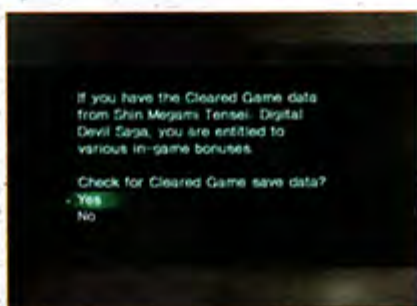 If you have the Cleared Game data
from Shin Megami Tensei: Digital
Devil Saga, you are entitled to
various in-game bonuses.
Check for Cleared Game save data?
Yes
No